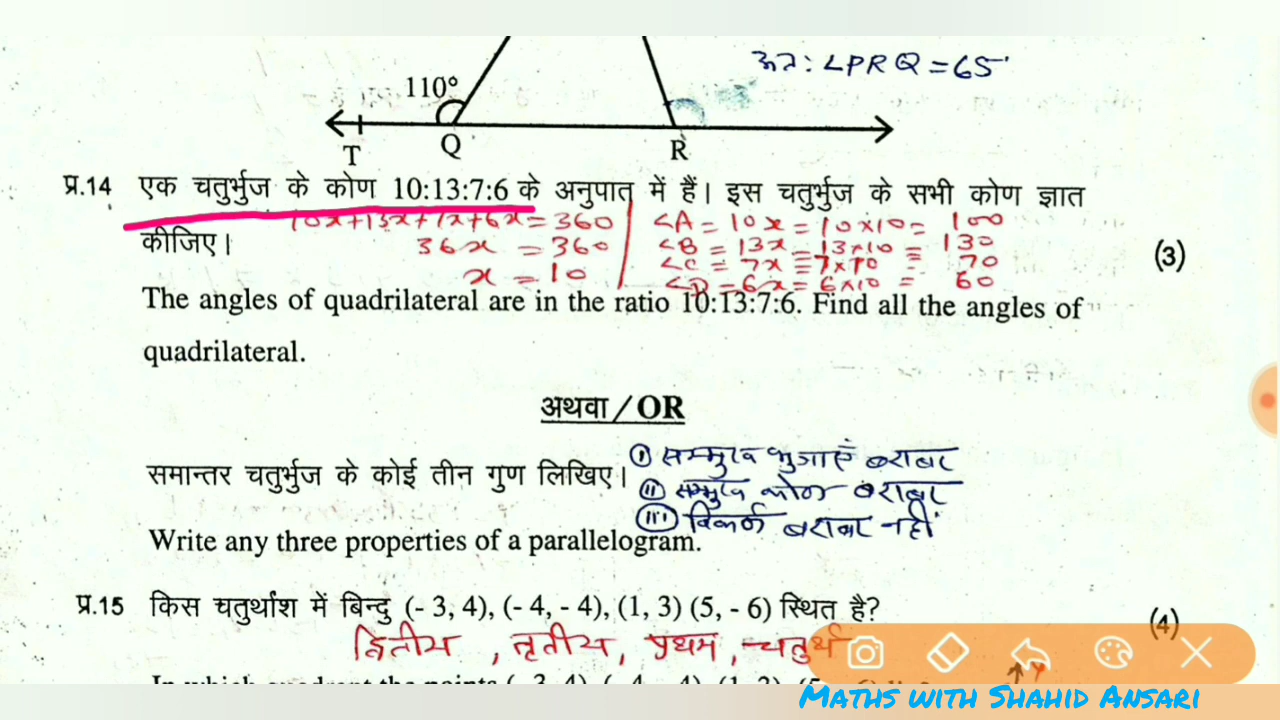 अतः ∠PRQ = 65°
110°
T Q R
प्र.14 एक चतुर्भुज के कोण 10:13:7:6 के अनुपात में हैं। इस चतुर्भुज के सभी कोण ज्ञात
10x+13x+7x+6x = 360 ∠A = 10x = 10×10 = 100
कीजिए। 36x = 360 ∠B = 13x = 13×10 = 130 (3)
x = 10 ∠C = 7x = 7×10 = 70
∠D = 6x = 6×10 = 60
The angles of quadrilateral are in the ratio 10:13:7:6. Find all the angles of
quadrilateral.
अथवा / OR
(i) सम्मुख भुजाएँ बराबर
समान्तर चतुर्भुज के कोई तीन गुण लिखिए।
(ii) सम्मुख कोण बराबर
(iii) विकर्ण बराबर नहीं
Write any three properties of a parallelogram.
प्र.15 किस चतुर्थांश में बिन्दु (- 3, 4), (- 4, - 4), (1, 3) (5, - 6) स्थित है? (4)
द्वितीय , तृतीय, प्रथम, चतुर्थ
MATHS WITH SHAHID ANSARI